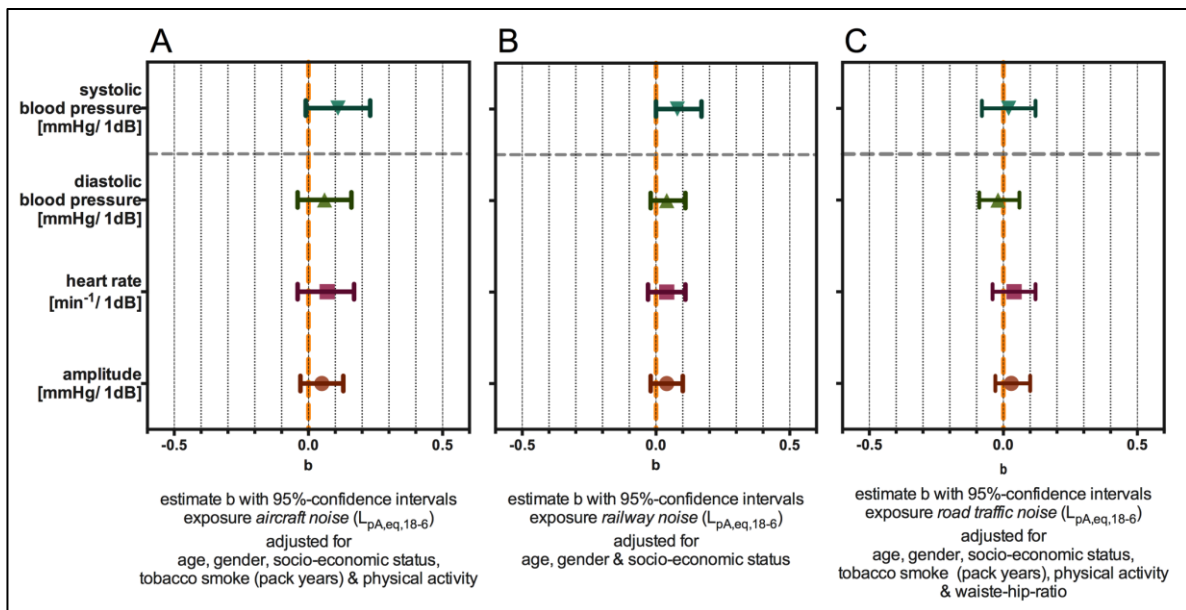 A
B
C
systolic
blood pressure
[mmHg/ 1dB]
diastolic
blood pressure
[mmHg/ 1dB]
heart rate
[min-1/ 1dB]
amplitude
[mmHg/ 1dB]
-0.5 0.0 0.5
b
-0.5 0.0 0.5
b
-0.5 0.0 0.5
b
estimate b with 95%-confidence intervals
exposure aircraft noise (LpA,eq,18-6)
adjusted for
age, gender, socio-economic status,
tobacco smoke (pack years) & physical activity
estimate b with 95%-confidence intervals
exposure railway noise (LpA,eq,18-6)
adjusted for
age, gender & socio-economic status
estimate b with 95%-confidence intervals
exposure road traffic noise (LpA,eq,18-6)
adjusted for
age, gender, socio-economic status,
tobacco smoke (pack years), physical activity
& waiste-hip-ratio